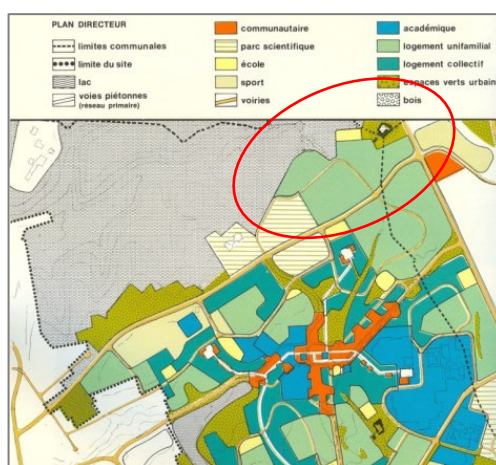 PLAN DIRECTEUR
limites communales
limite du site
lac
voies piétonnes
(réseau primaire)
communautaire
parc scientifique
école
sport
voiries
académique
logement unifamilial
logement collectif
espaces verts urbain
bois